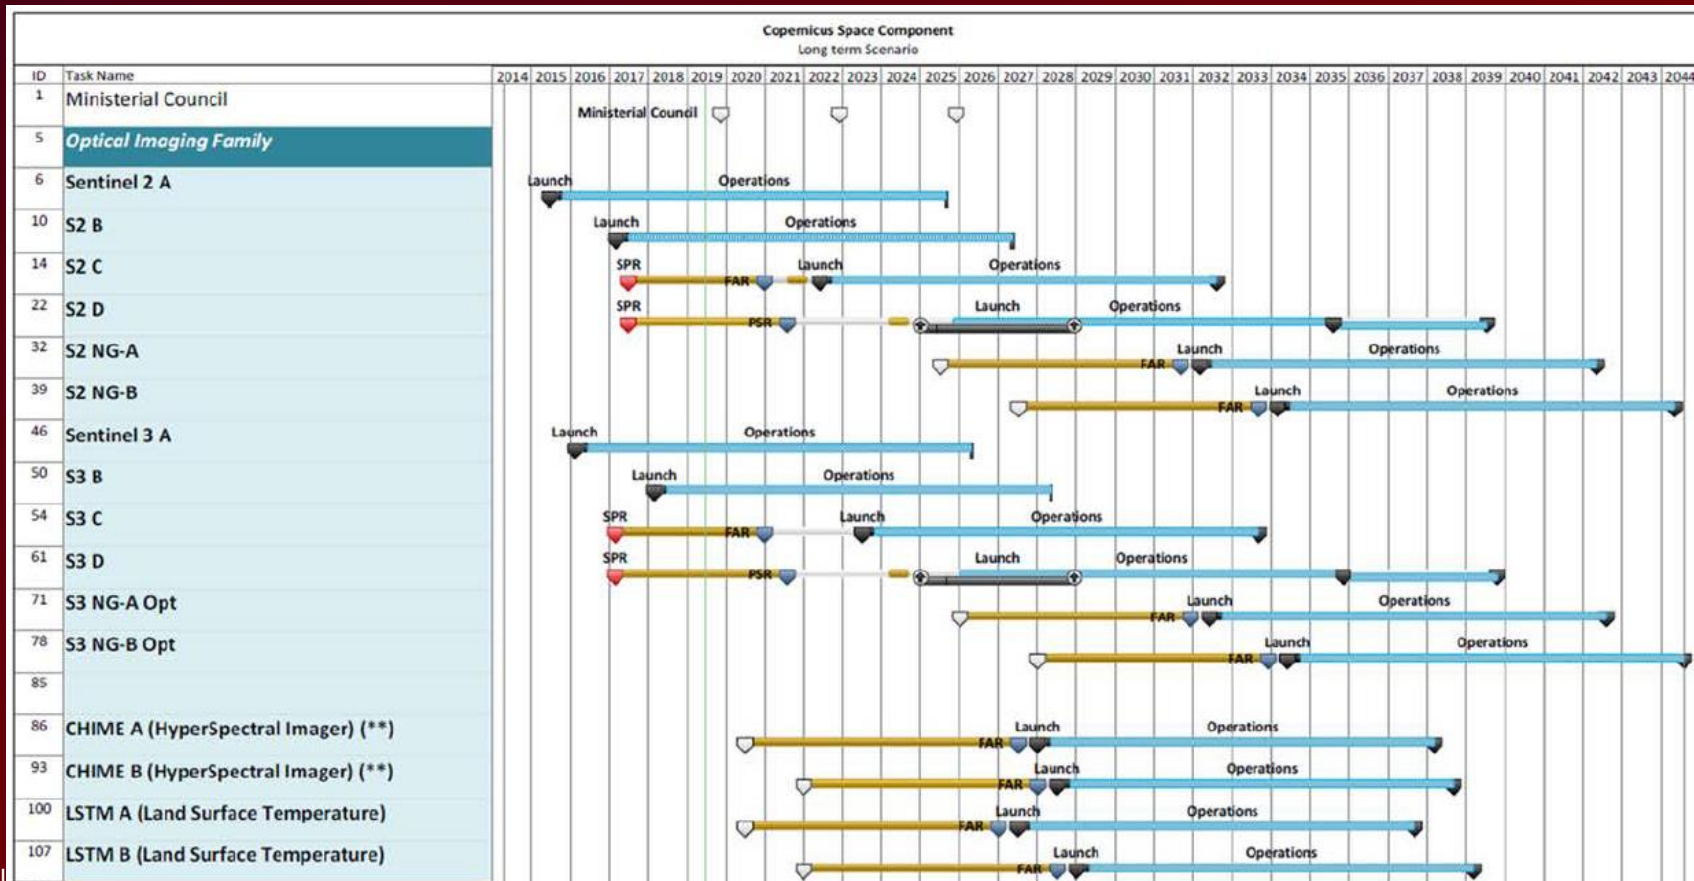 Copernicus Space Component
Long term Scenario
ID Task Name 2014 2015 2016 2017 2018 2019 2020 2021 2022 2023 2024 2025 2026 2027 2028 2029 2030 2031 2032 2033 2034 2035 2036 2037 2038 2039 2040 2041 2042 2043 2044
1 Ministerial Council Ministerial Council
5 Optical Imaging Family
6 Sentinel 2 A Launch Operations
10 S2 B Launch Operations
14 S2 C SPR FAR Launch Operations
22 S2 D SPR PSR Launch Operations
32 S2 NG-A FAR Launch Operations
39 S2 NG-B FAR Launch Operations
46 Sentinel 3 A Launch Operations
50 S3 B Launch Operations
54 S3 C SPR FAR Launch Operations
61 S3 D SPR PSR Launch Operations
71 S3 NG-A Opt FAR Launch Operations
78 S3 NG-B Opt FAR Launch Operations
85
86 CHIME A (HyperSpectral Imager) (**) FAR Launch Operations
93 CHIME B (HyperSpectral Imager) (**) FAR Launch Operations
100 LSTM A (Land Surface Temperature) FAR Launch Operations
107 LSTM B (Land Surface Temperature) FAR Launch Operations